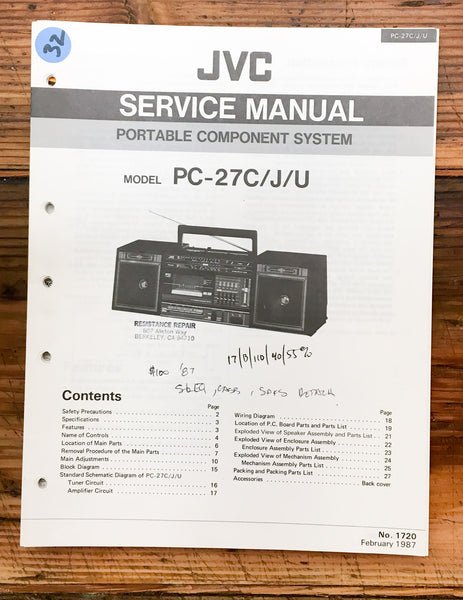 32
PC-27C/J/U
JVC
SERVICE MANUAL
PORTABLE COMPONENT SYSTEM
MODEL PC-27C/J/U
JVC
RESISTANCE REPAIR
BERKELEY, CA 94710
$100 '87
Contents
Page
Safety Precautions 2
Specifications 3
Features 3
Name of Controls 4
Location of Main Parts 6
Removal Procedure of the Main Parts 7
Main Adjustments 10
Block Diagram 15
Standard Schematic Diagram of PC-27C/J/U
Tuner Circuit 16
Amplifier Circuit 17
Page
Wiring Diagram 18
Location of P.C. Board Parts and Parts List 19
Exploded View of Speaker Assembly and Parts List 21
Exploded View of Enclosure Assembly 22
Enclosure Assembly Parts List 23
Exploded View of Mechanism Assembly 24
Mechanism Assembly Parts List 25
Packing and Packing Parts List 27
Accessories Back cover
No. 1720
February 1987